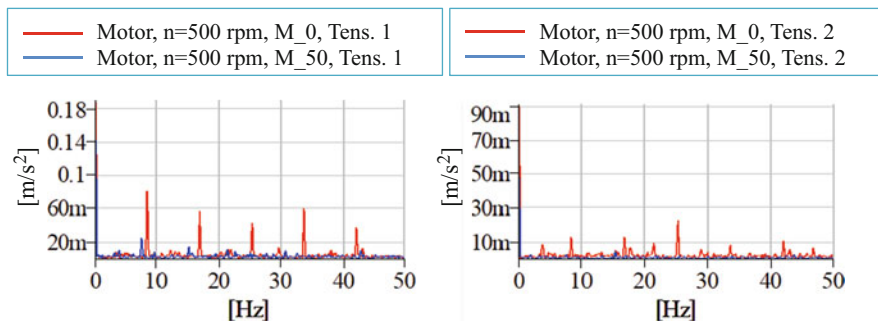 Motor, n=500 rpm, M_0, Tens. 1
Motor, n=500 rpm, M_50, Tens. 1
Motor, n=500 rpm, M_0, Tens. 2
Motor, n=500 rpm, M_50, Tens. 2
[m/s²]
0.18
0.14
0.1
60m
20m
0 10 20 30 40 50
[Hz]
[m/s²]
90m
70m
50m
30m
10m
0 10 20 30 40 50
[Hz]